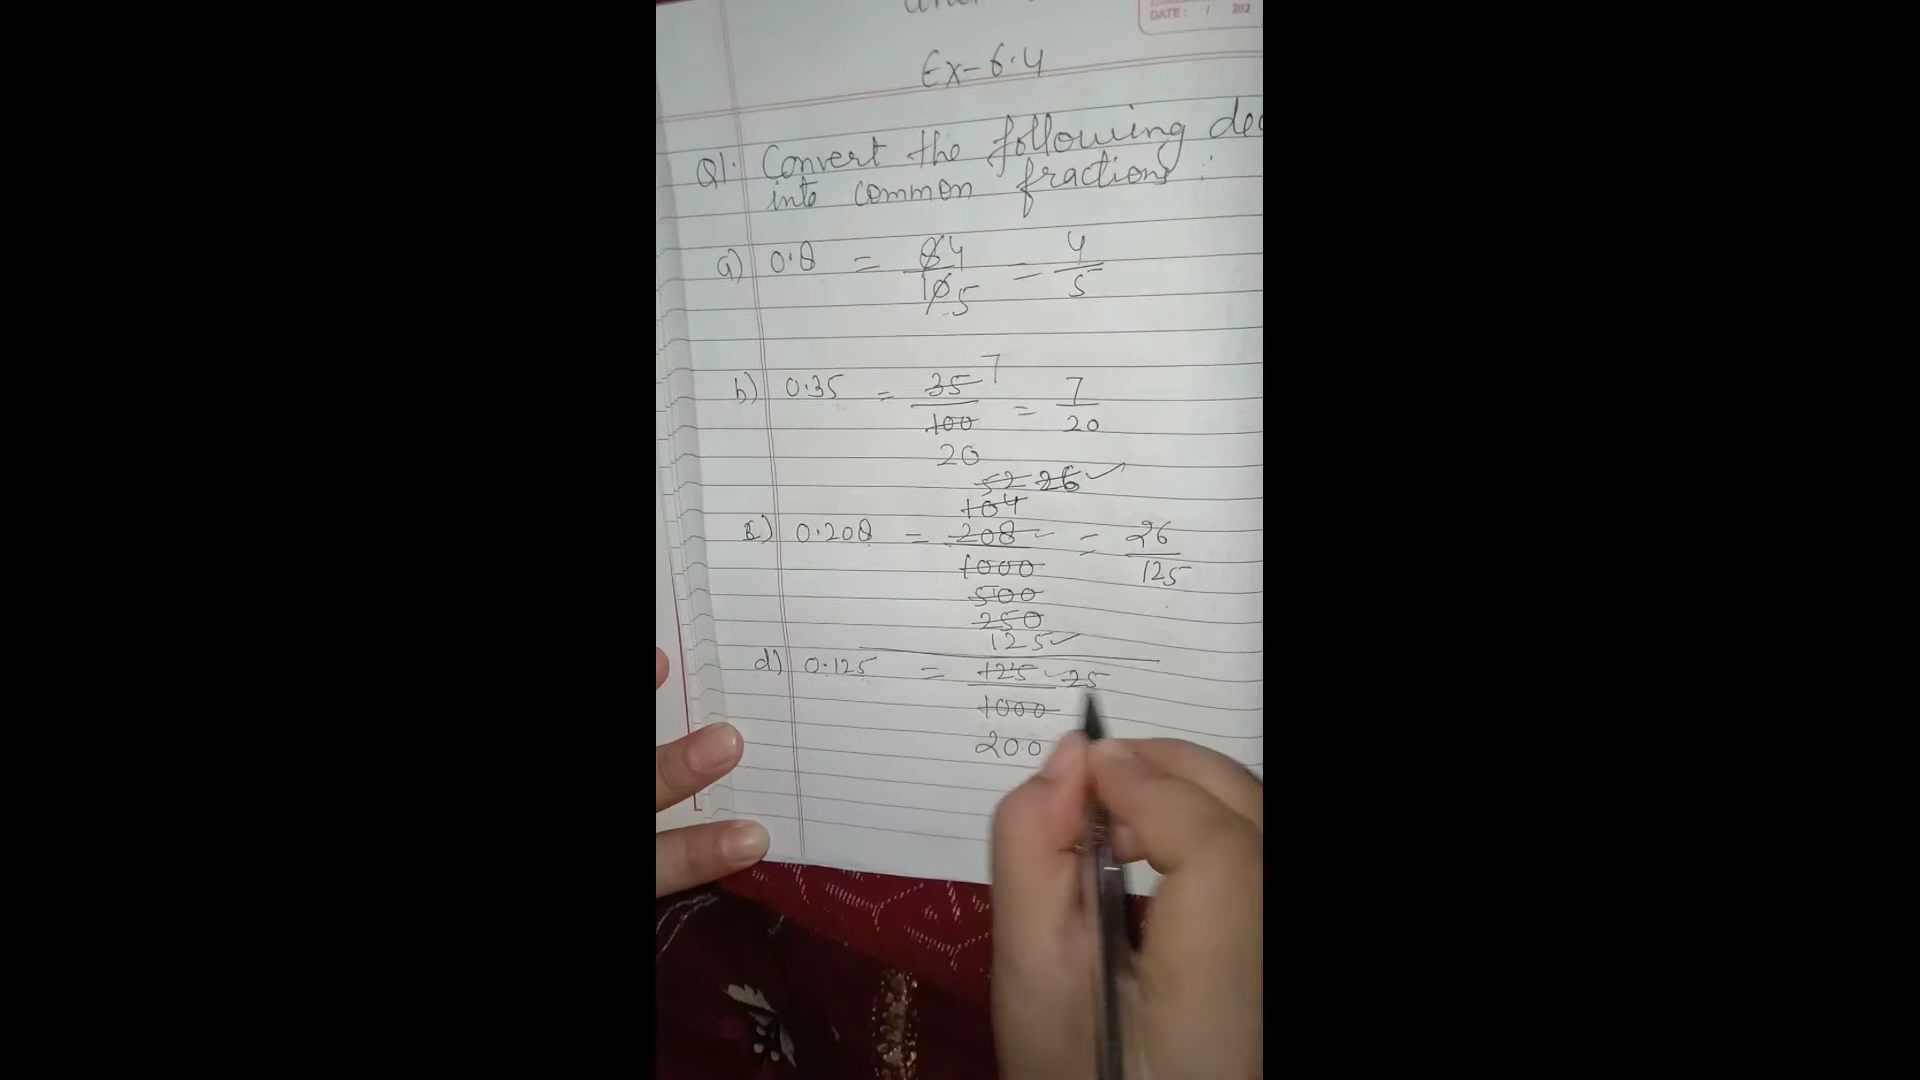 DATE: / 202
Ex-6.4
Q1. Convert the following dec
into common fractions :
a) 0.8 = 8 4 / 10 5 = 4/5
b) 0.35 = 35 7 / 100 20 = 7/20
52 26 ✓
104
c) 0.208 = 208 / 1000 = 26/125
500
250
125 ✓
d) 0.125 = 125 25 / 1000
200